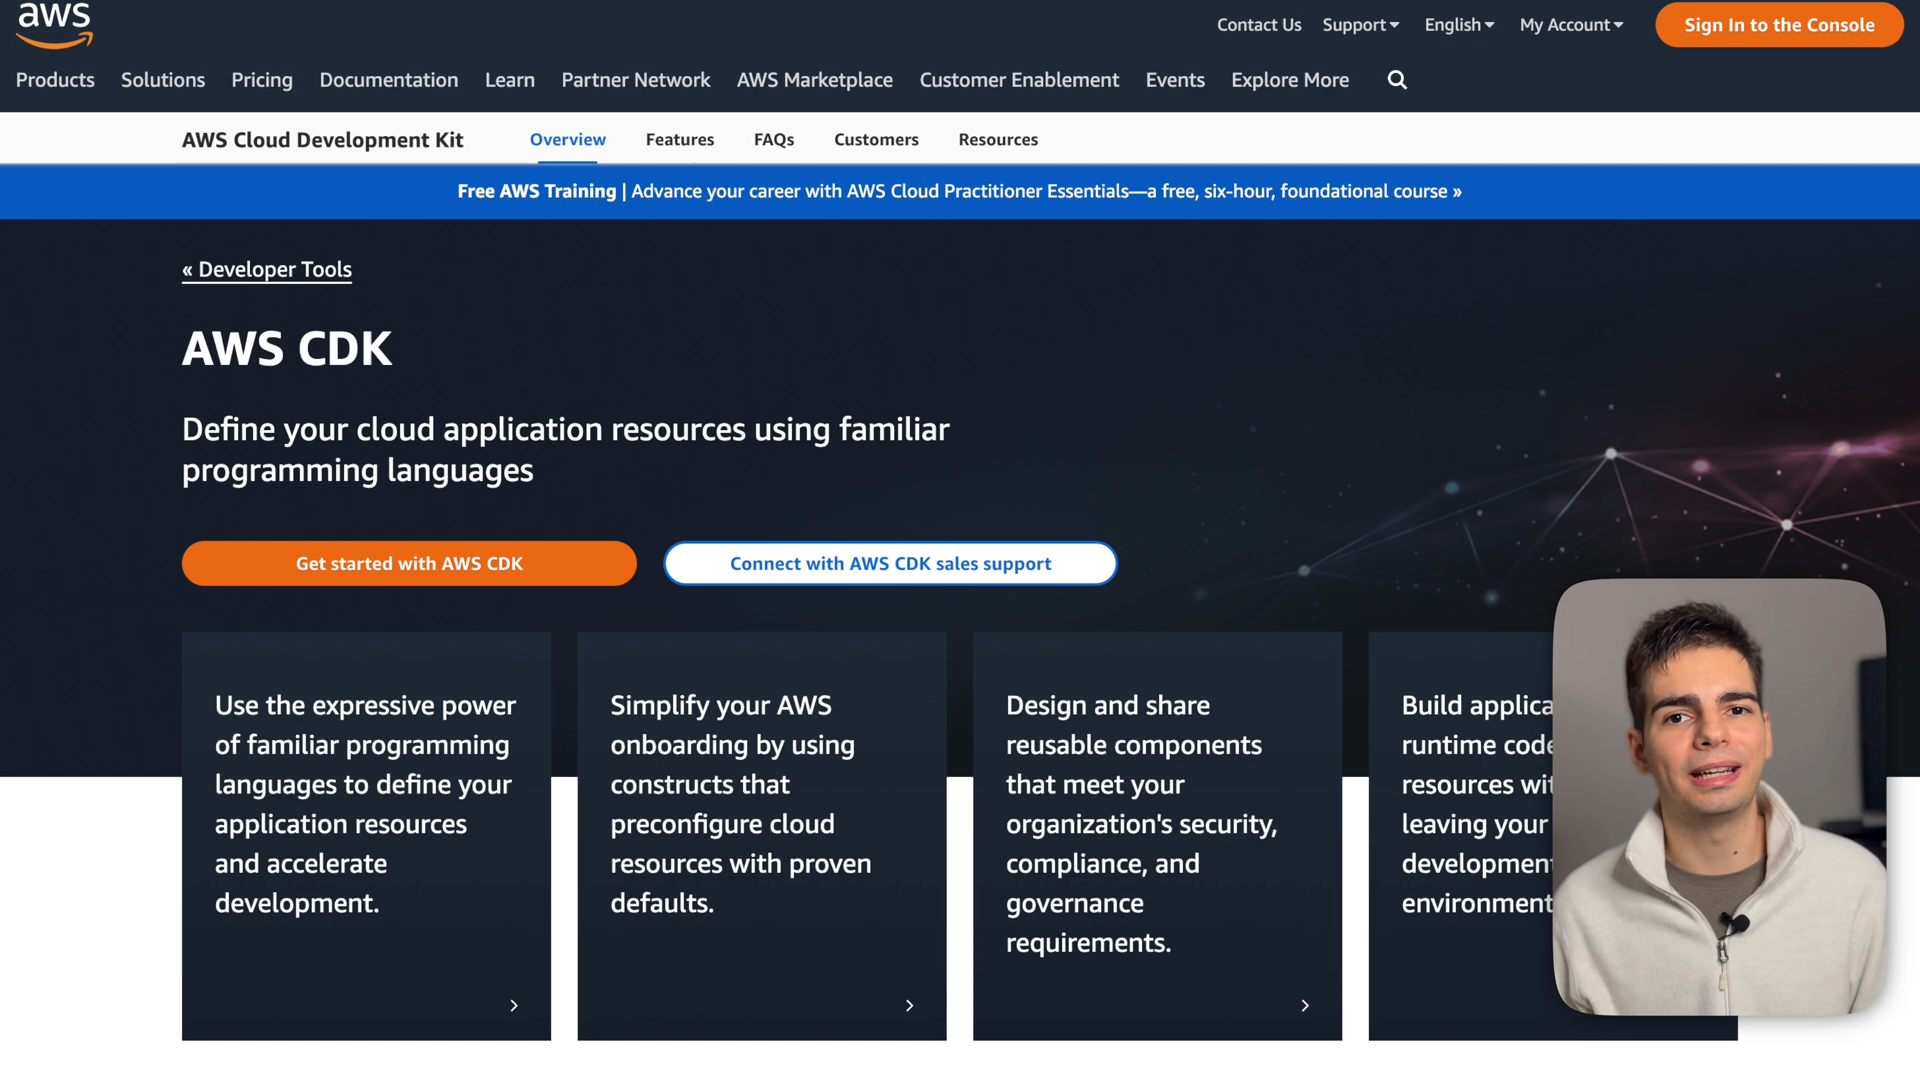 aws
Contact Us Support English My Account Sign In to the Console
Products Solutions Pricing Documentation Learn Partner Network AWS Marketplace Customer Enablement Events Explore More
AWS Cloud Development Kit Overview Features FAQs Customers Resources
Free AWS Training | Advance your career with AWS Cloud Practitioner Essentials—a free, six-hour, foundational course »
« Developer Tools
AWS CDK
Define your cloud application resources using familiar
programming languages
Get started with AWS CDK
Connect with AWS CDK sales support
Use the expressive power
of familiar programming
languages to define your
application resources
and accelerate
development.
Simplify your AWS
onboarding by using
constructs that
preconfigure cloud
resources with proven
defaults.
Design and share
reusable components
that meet your
organization's security,
compliance, and
governance
requirements.
Build applica
runtime code
resources wit
leaving your
development
environment